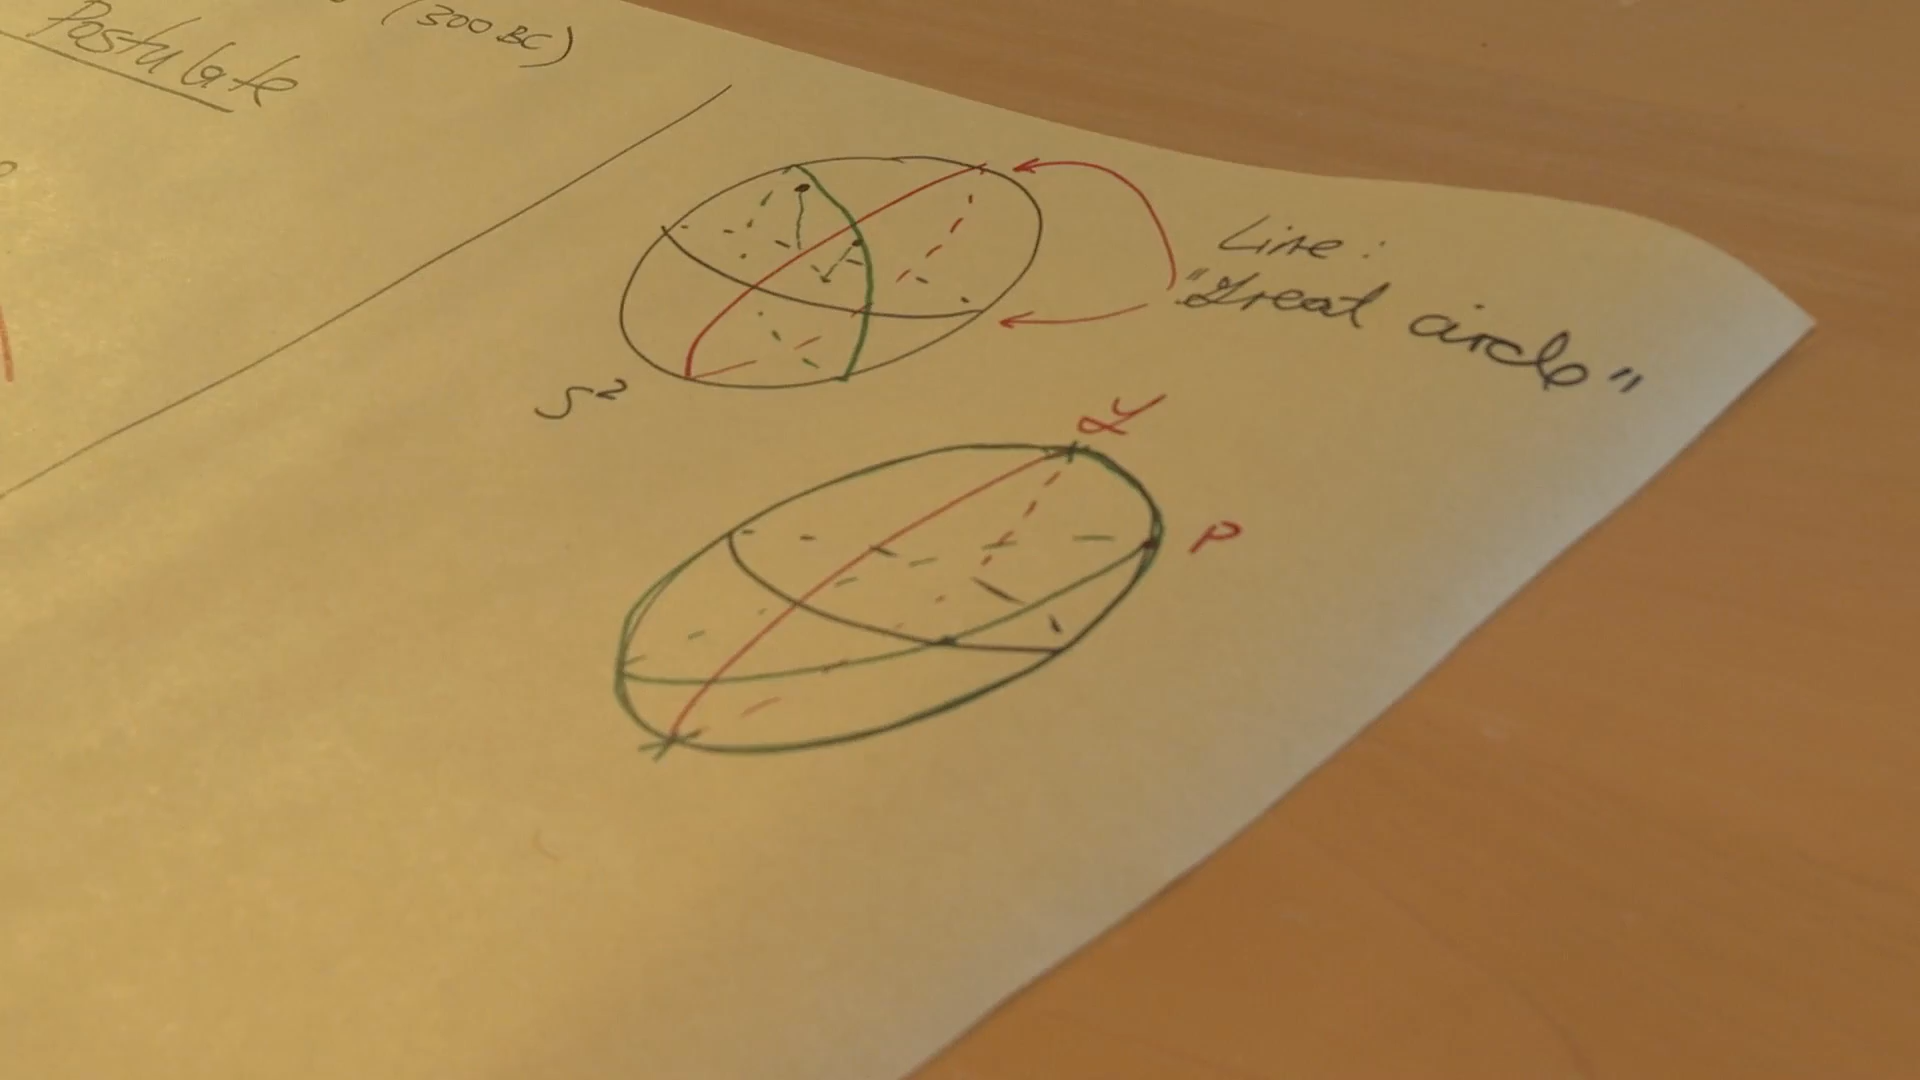 (300 BC)
Postulate
Line:
"Great circle"
S²
L
P